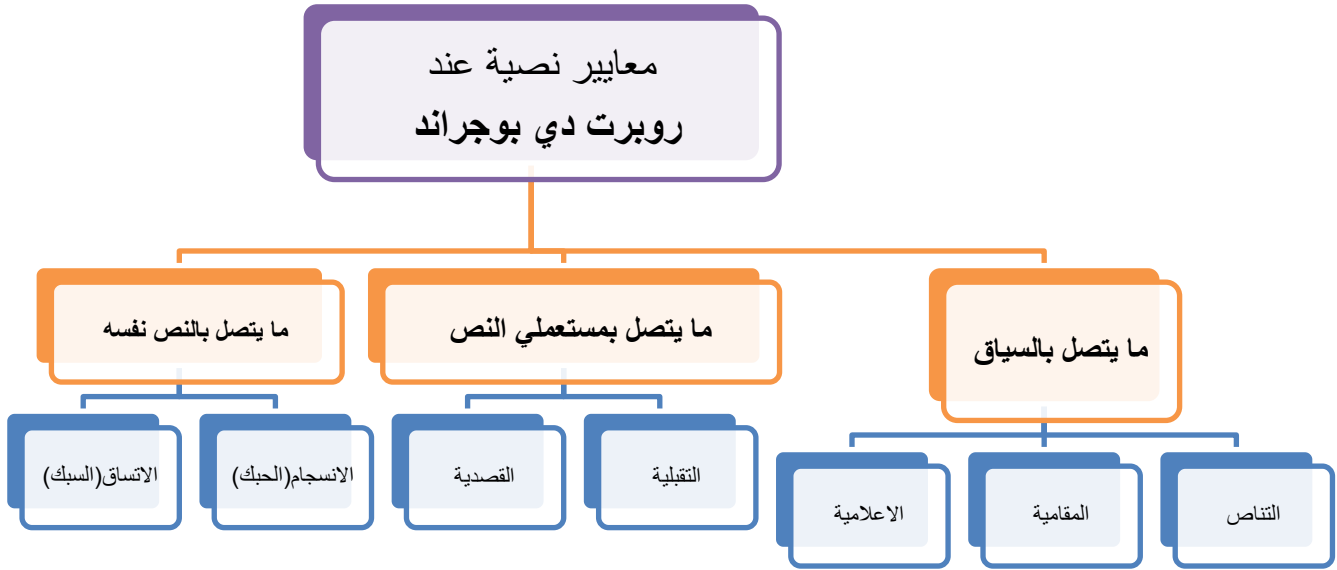 معايير نصية عند
روبرت دي بوجراند
ما يتصل بالسياق
ما يتصل بمستعملي النص
ما يتصل بالنص نفسه
التناص
المقامية
الاعلامية
التقبلية
القصدية
الانسجام(الحبك)
الاتساق(السبك)